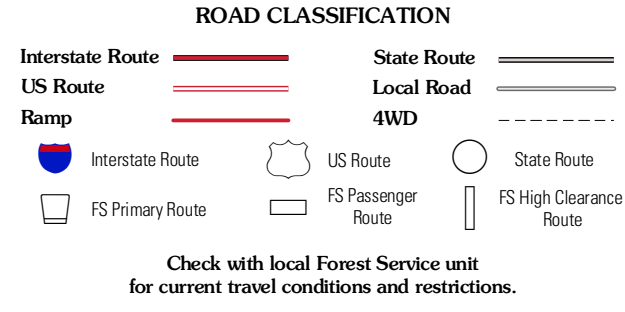 ROAD CLASSIFICATION
Interstate Route
State Route
US Route
Local Road
Ramp
4WD
Interstate Route
US Route
State Route
FS Primary Route
FS Passenger
Route
FS High Clearance
Route
Check with local Forest Service unit
for current travel conditions and restrictions.